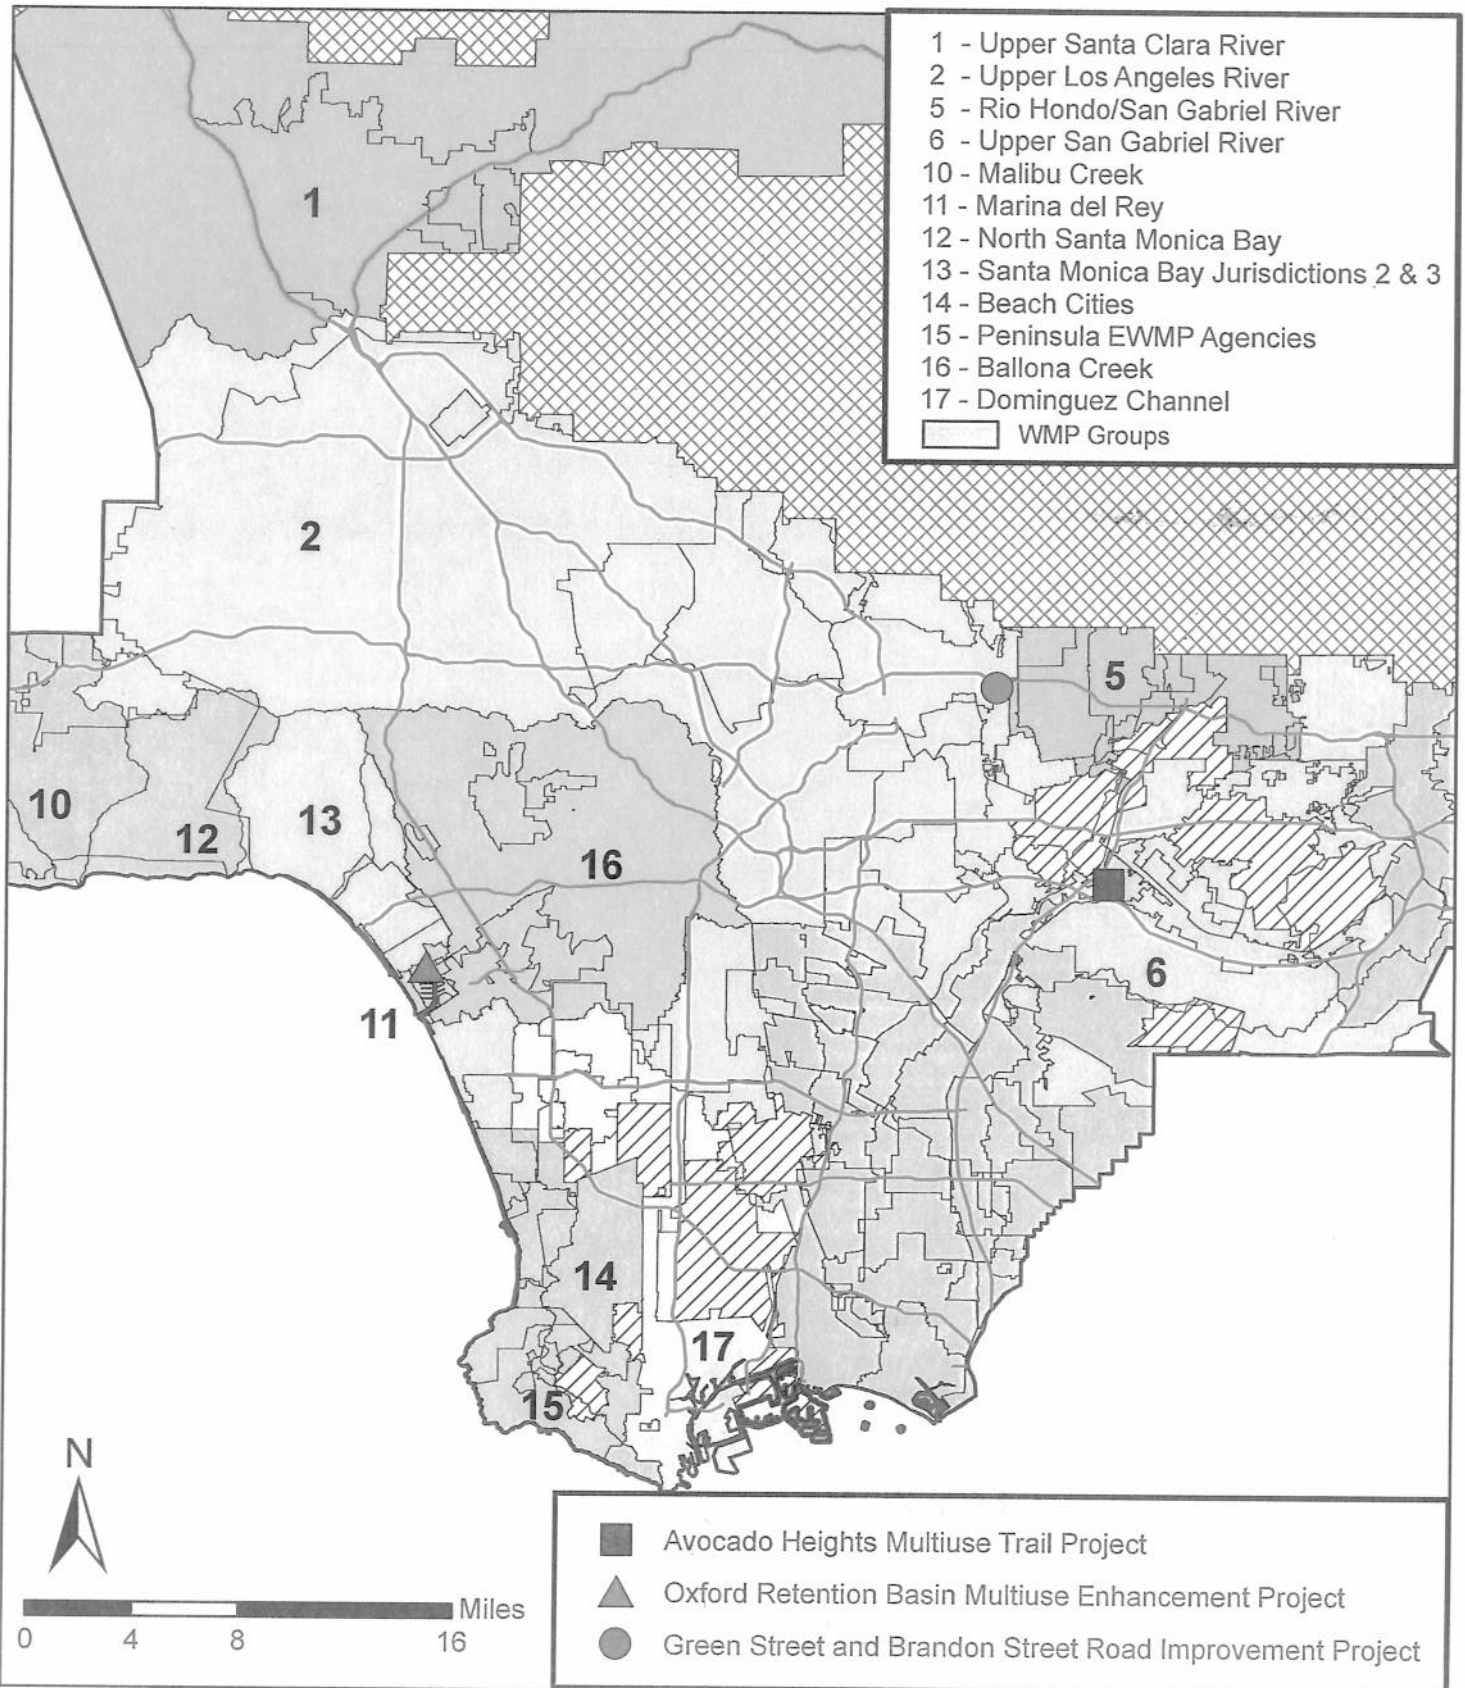 1 - Upper Santa Clara River
2 - Upper Los Angeles River
5 - Rio Hondo/San Gabriel River
6 - Upper San Gabriel River
10 - Malibu Creek
11 - Marina del Rey
12 - North Santa Monica Bay
13 - Santa Monica Bay Jurisdictions 2 & 3
14 - Beach Cities
15 - Peninsula EWMP Agencies
16 - Ballona Creek
17 - Dominguez Channel
WMP Groups
1
2
5
10
12
13
16
6
11
14
17
15
N
Miles
0 4 8 16
Avocado Heights Multiuse Trail Project
Oxford Retention Basin Multiuse Enhancement Project
Green Street and Brandon Street Road Improvement Project